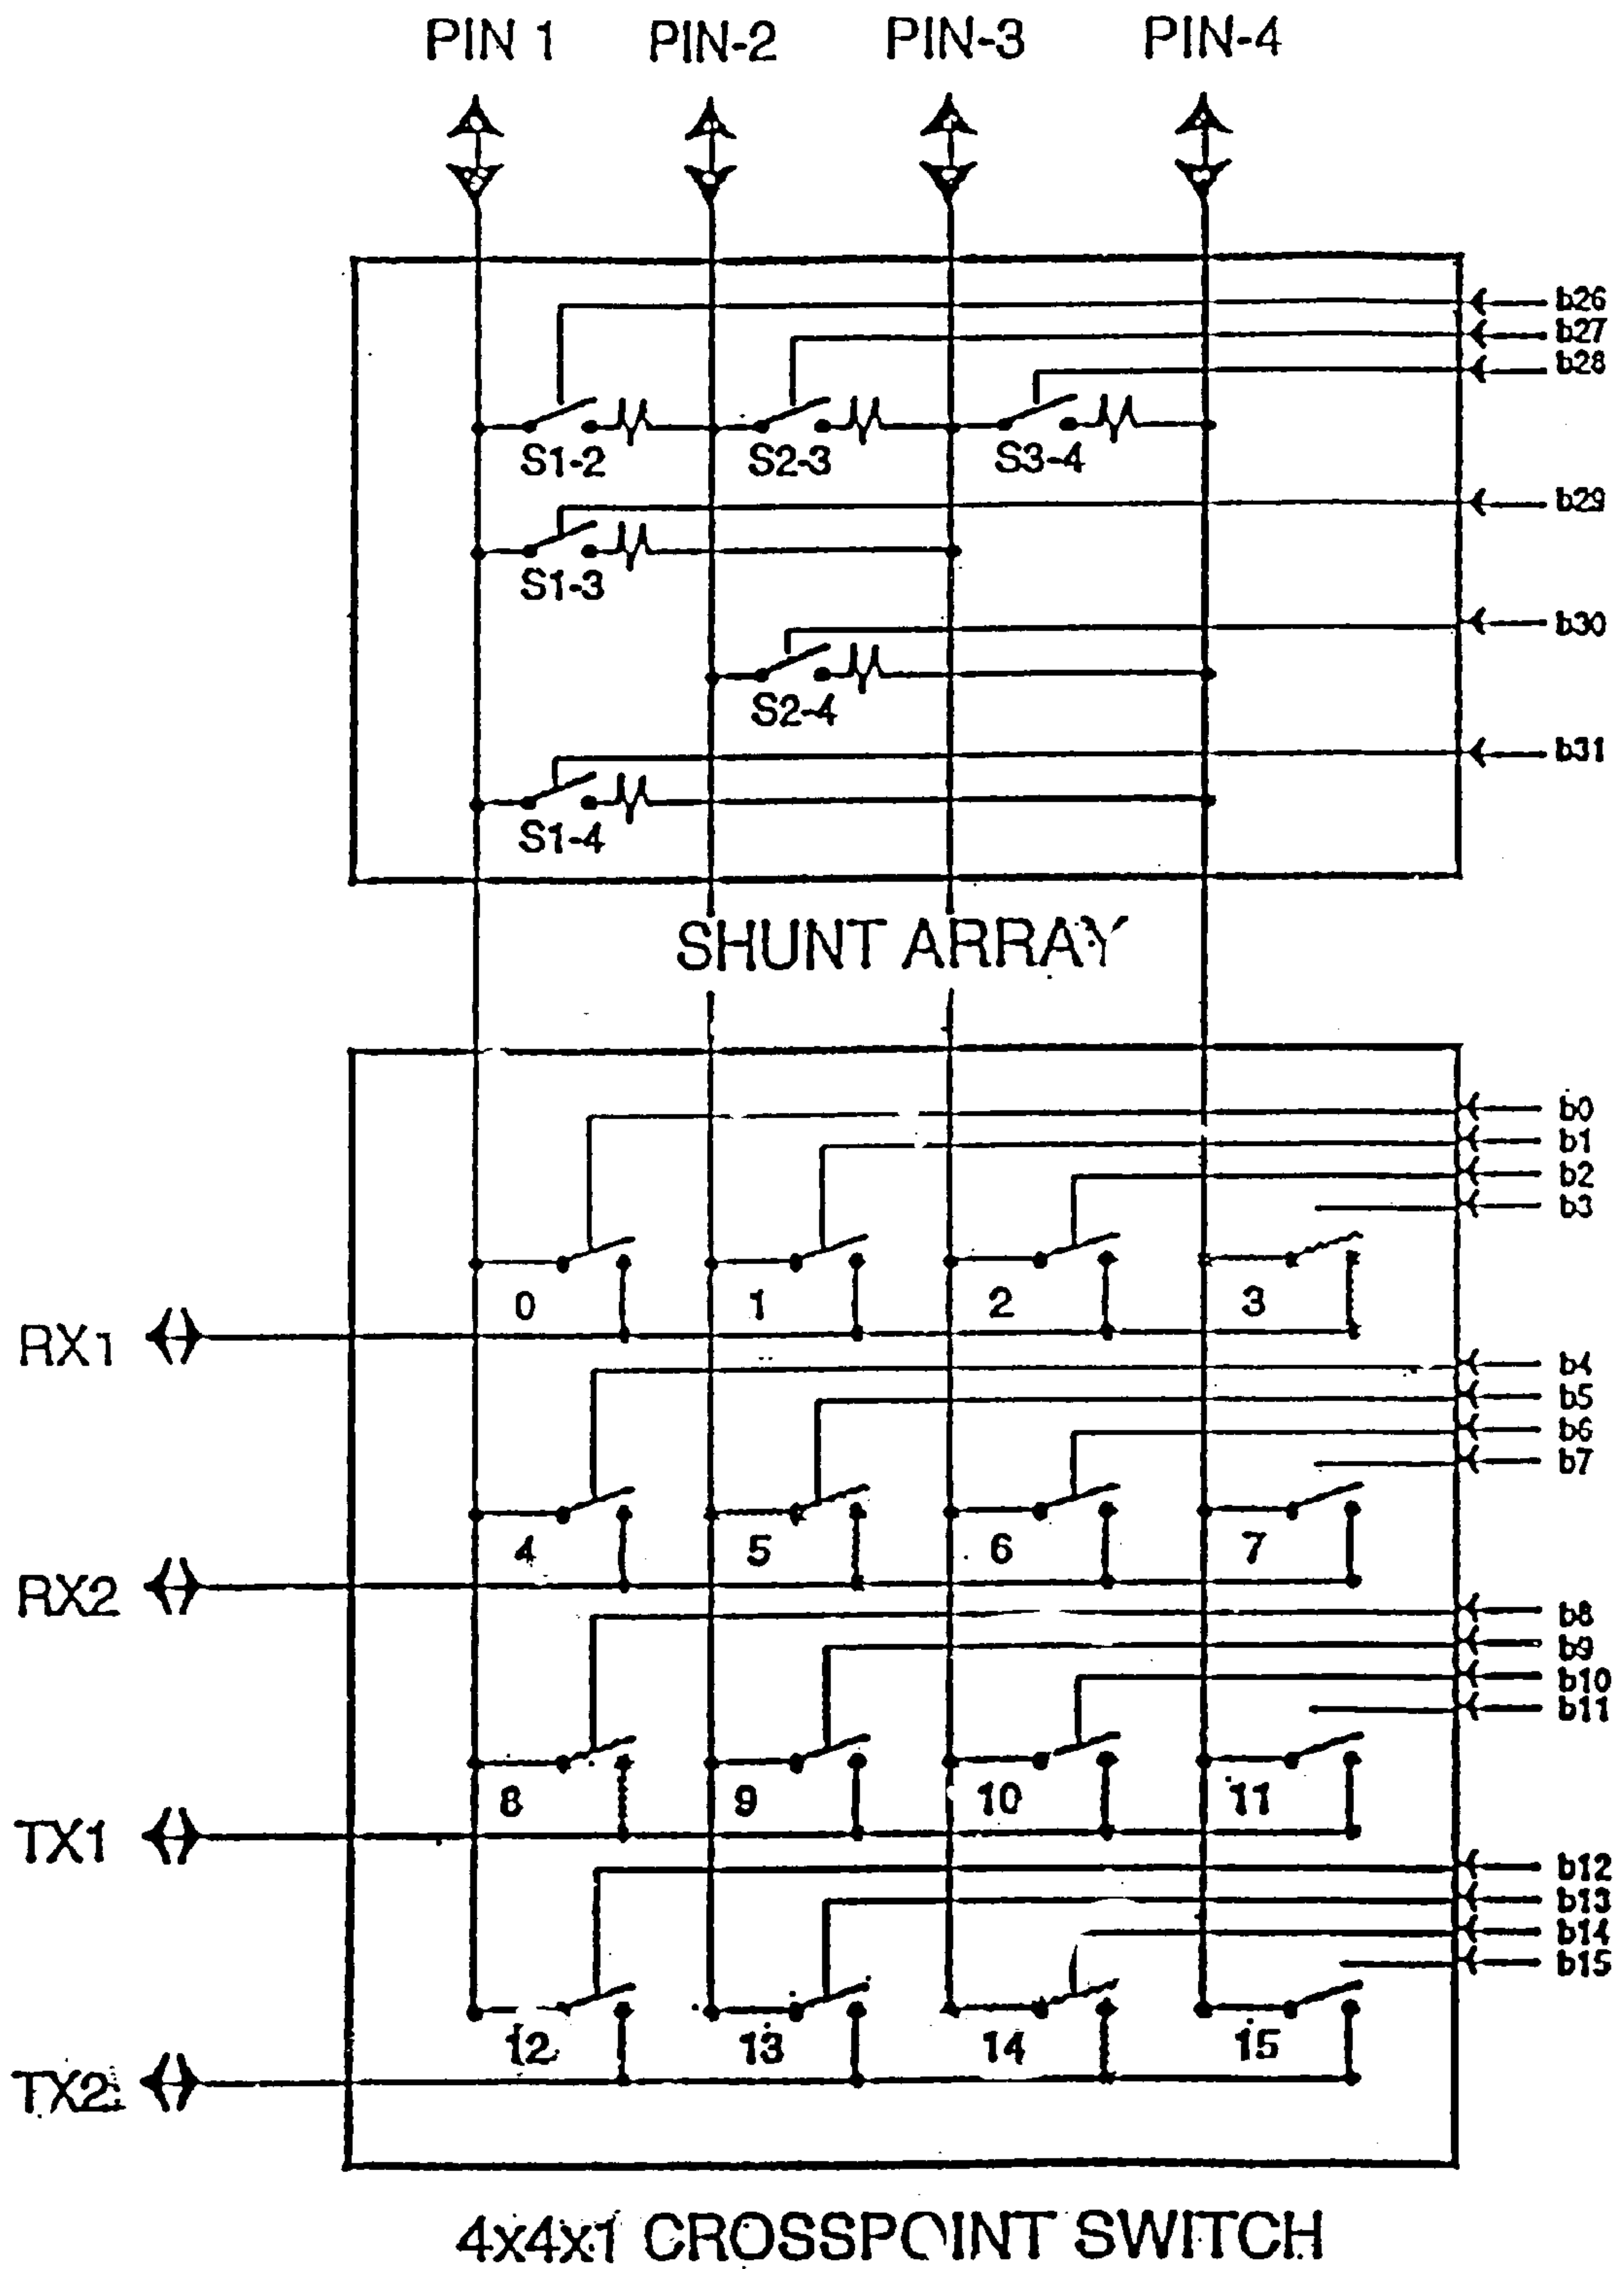 PIN 1 PIN-2 PIN-3 PIN-4
b26
b27
b28
S1-2 S2-3 S3-4
b29
S1-3
b30
S2-4
b31
S1-4
SHUNT ARRAY
b0
b1
b2
b3
0 1 2 3
RX1
b4
b5
b6
b7
4 5 6 7
RX2
b8
b9
b10
b11
8 9 10 11
TX1
b12
b13
b14
b15
12 13 14 15
TX2
4x4x1 CROSSPOINT SWITCH